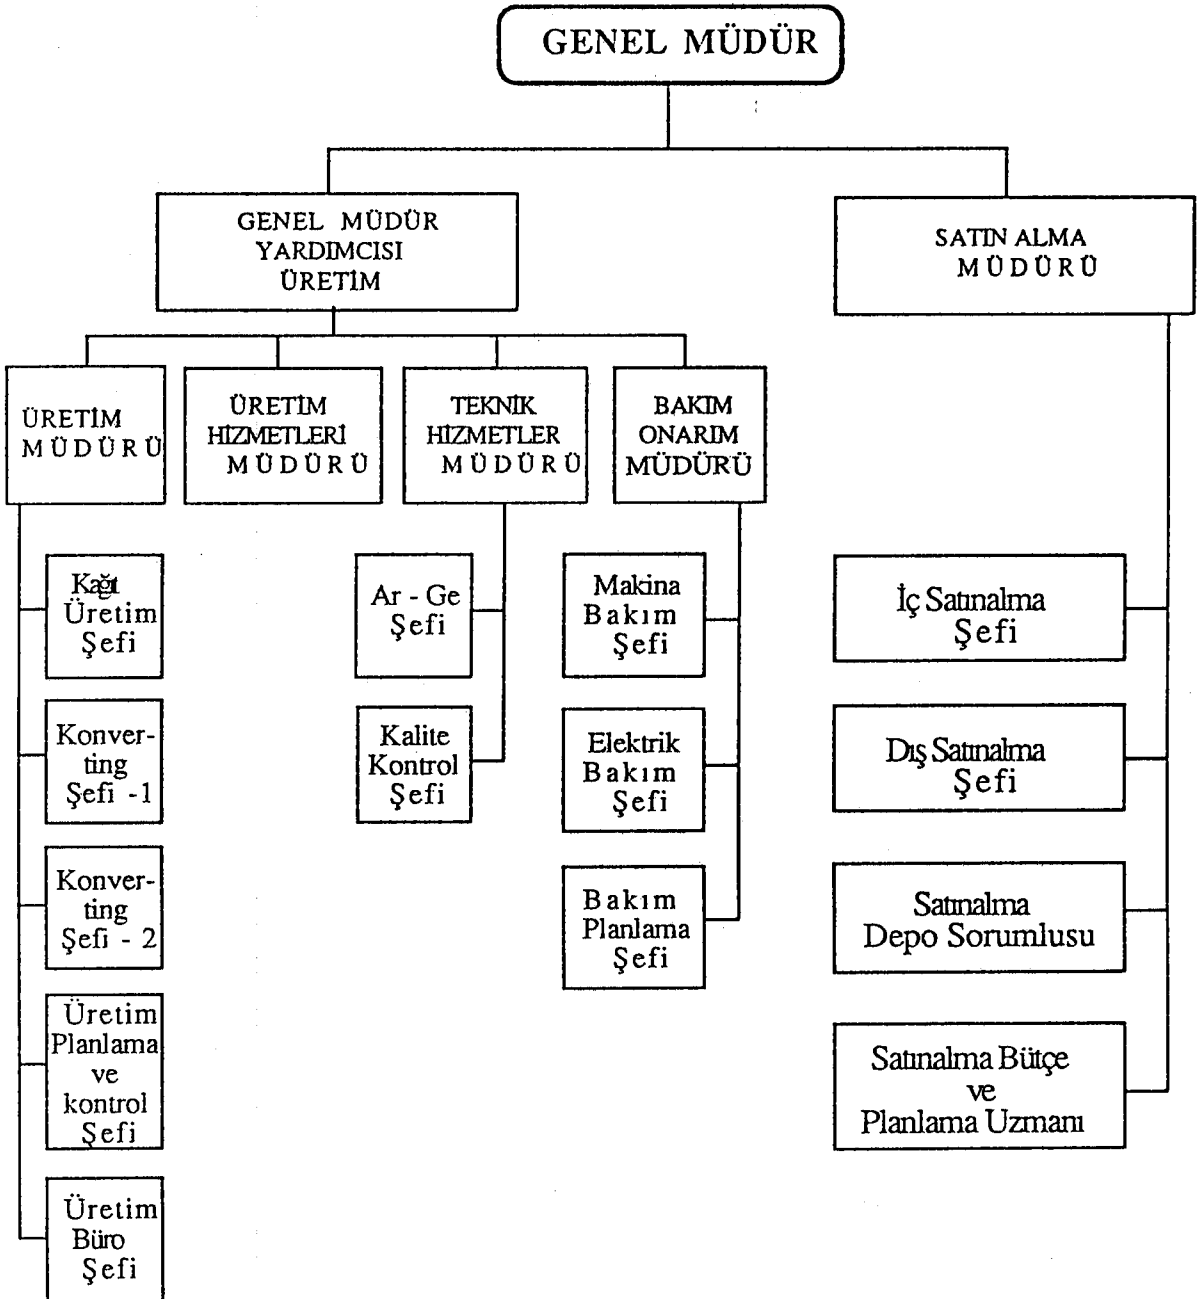 GENEL MÜDÜR
GENEL MÜDÜR
YARDIMCISI
ÜRETİM
SATIN ALMA
MÜDÜRÜ
ÜRETİM
MÜDÜRÜ
ÜRETİM
HİZMETLERİ
MÜDÜRÜ
TEKNİK
HİZMETLER
MÜDÜRÜ
BAKIM
ONARIM
MÜDÜRÜ
Kağıt
Üretim
Şefi
Konver-
ting
Şefi -1
Konver-
ting
Şefi - 2
Üretim
Planlama
ve
kontrol
Şefi
Üretim
Büro
Şefi
Ar - Ge
Şefi
Kalite
Kontrol
Şefi
Makina
Bakım
Şefi
Elektrik
Bakım
Şefi
Bakım
Planlama
Şefi
İç Satınalma
Şefi
Dış Satınalma
Şefi
Satınalma
Depo Sorumlusu
Satınalma Bütçe
ve
Planlama Uzmanı